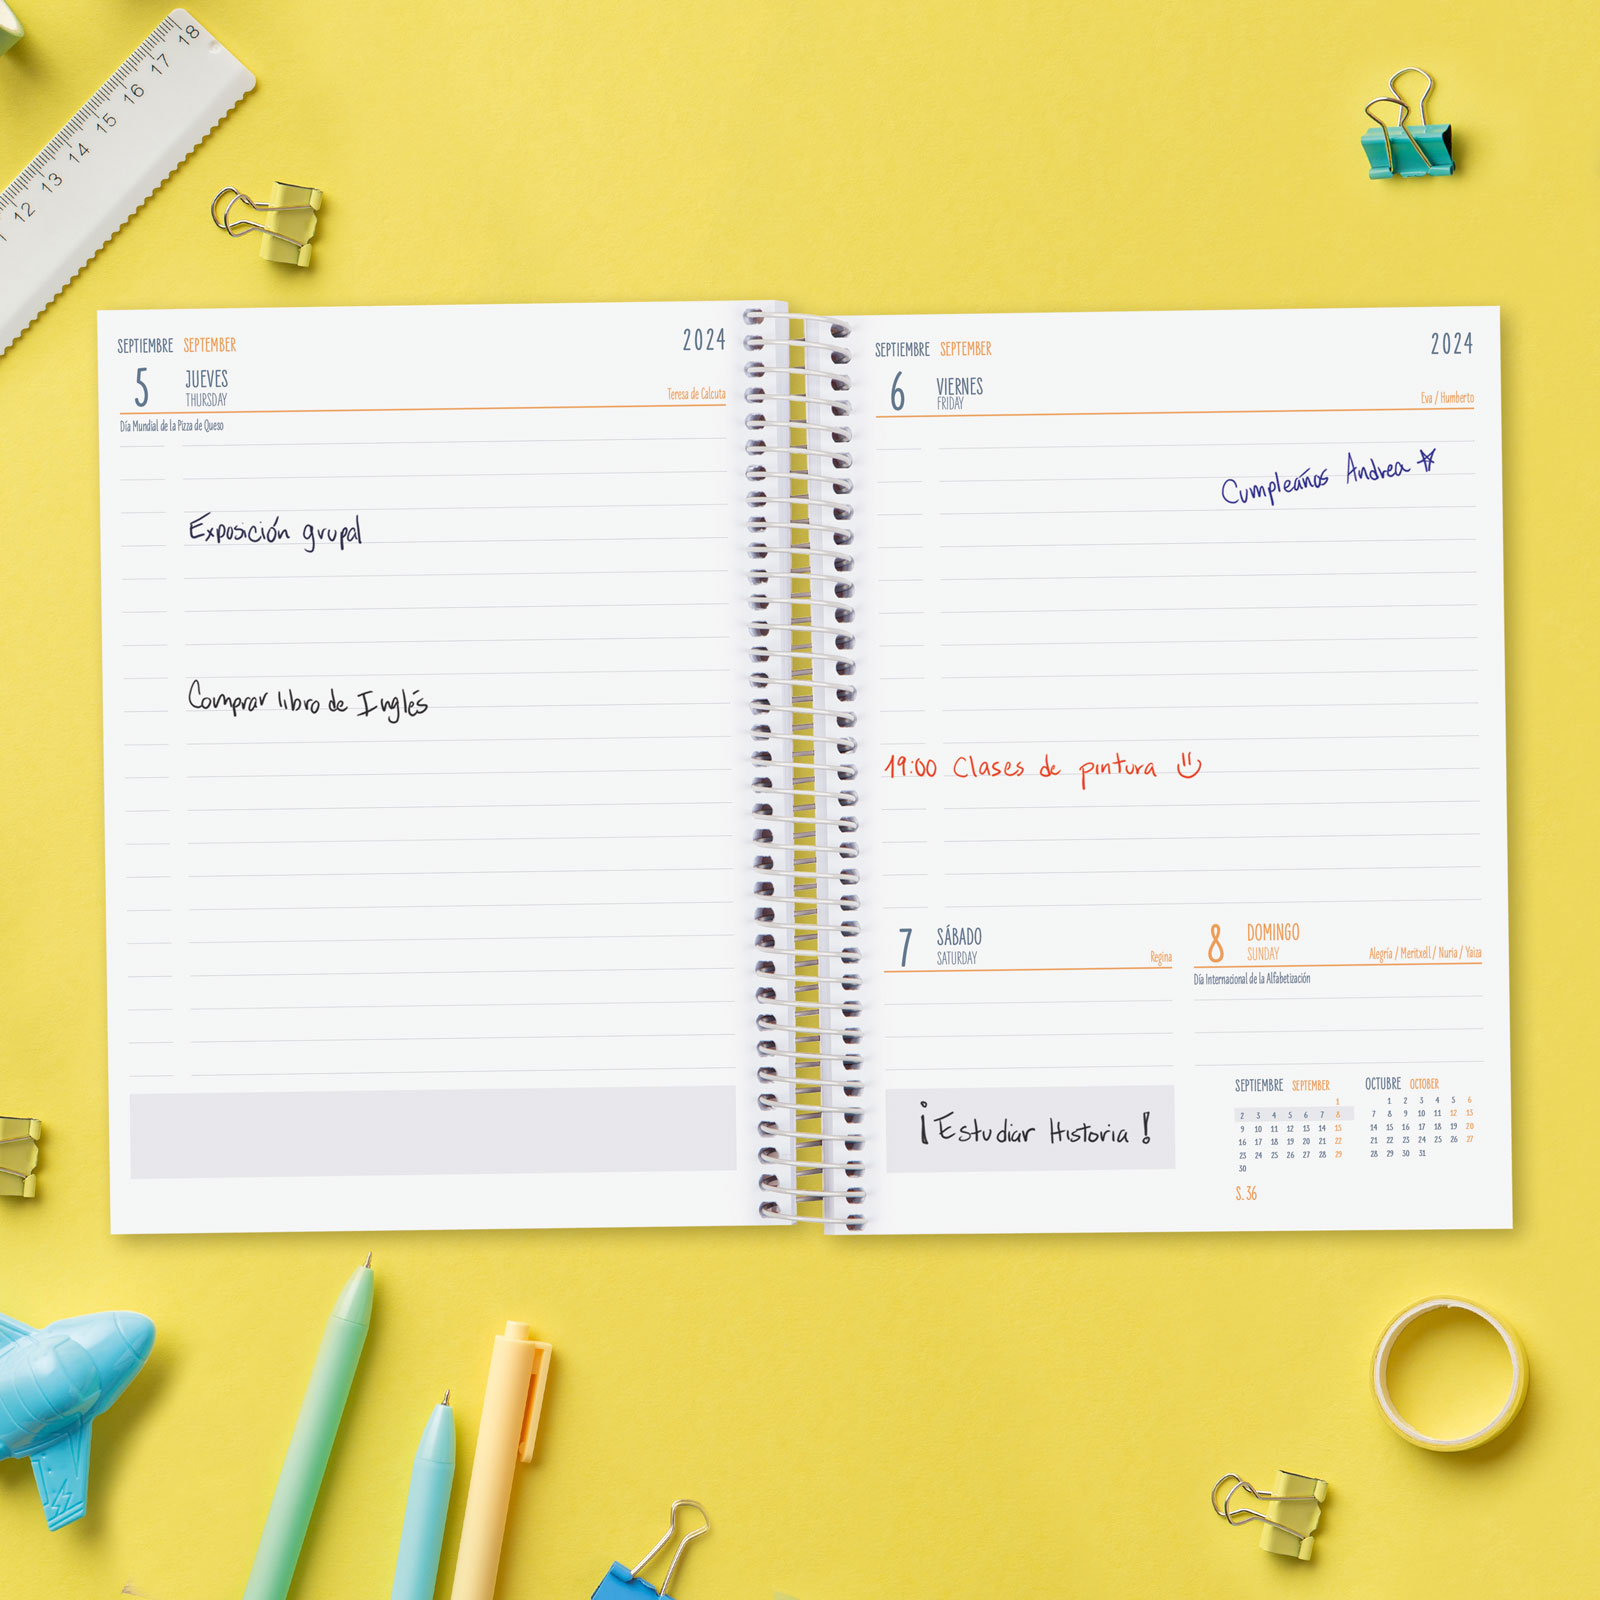 18
17
16
15
14
13
12
SEPTIEMBRE SEPTEMBER 2024
5 JUEVES
THURSDAY
Teresa de Calcuta
Día Mundial de la Pizza de Queso
Exposición grupal
Comprar libro de Inglés
SEPTIEMBRE SEPTEMBER 2024
6 VIERNES
FRIDAY
Eva / Humberto
Cumpleaños Andrea
19:00 Clases de pintura
7 SÁBADO
SATURDAY
Regina
¡Estudiar Historia!
8 DOMINGO
SUNDAY
Alegría / Meritxell / Nuria / Yaiza
Día Internacional de la Alfabetización
SEPTIEMBRE SEPTEMBER
1
2 3 4 5 6 7 8
9 10 11 12 13 14 15
16 17 18 19 20 21 22
23 24 25 26 27 28 29
30
S. 36
OCTUBRE OCTOBER
1 2 3 4 5 6
7 8 9 10 11 12 13
14 15 16 17 18 19 20
21 22 23 24 25 26 27
28 29 30 31